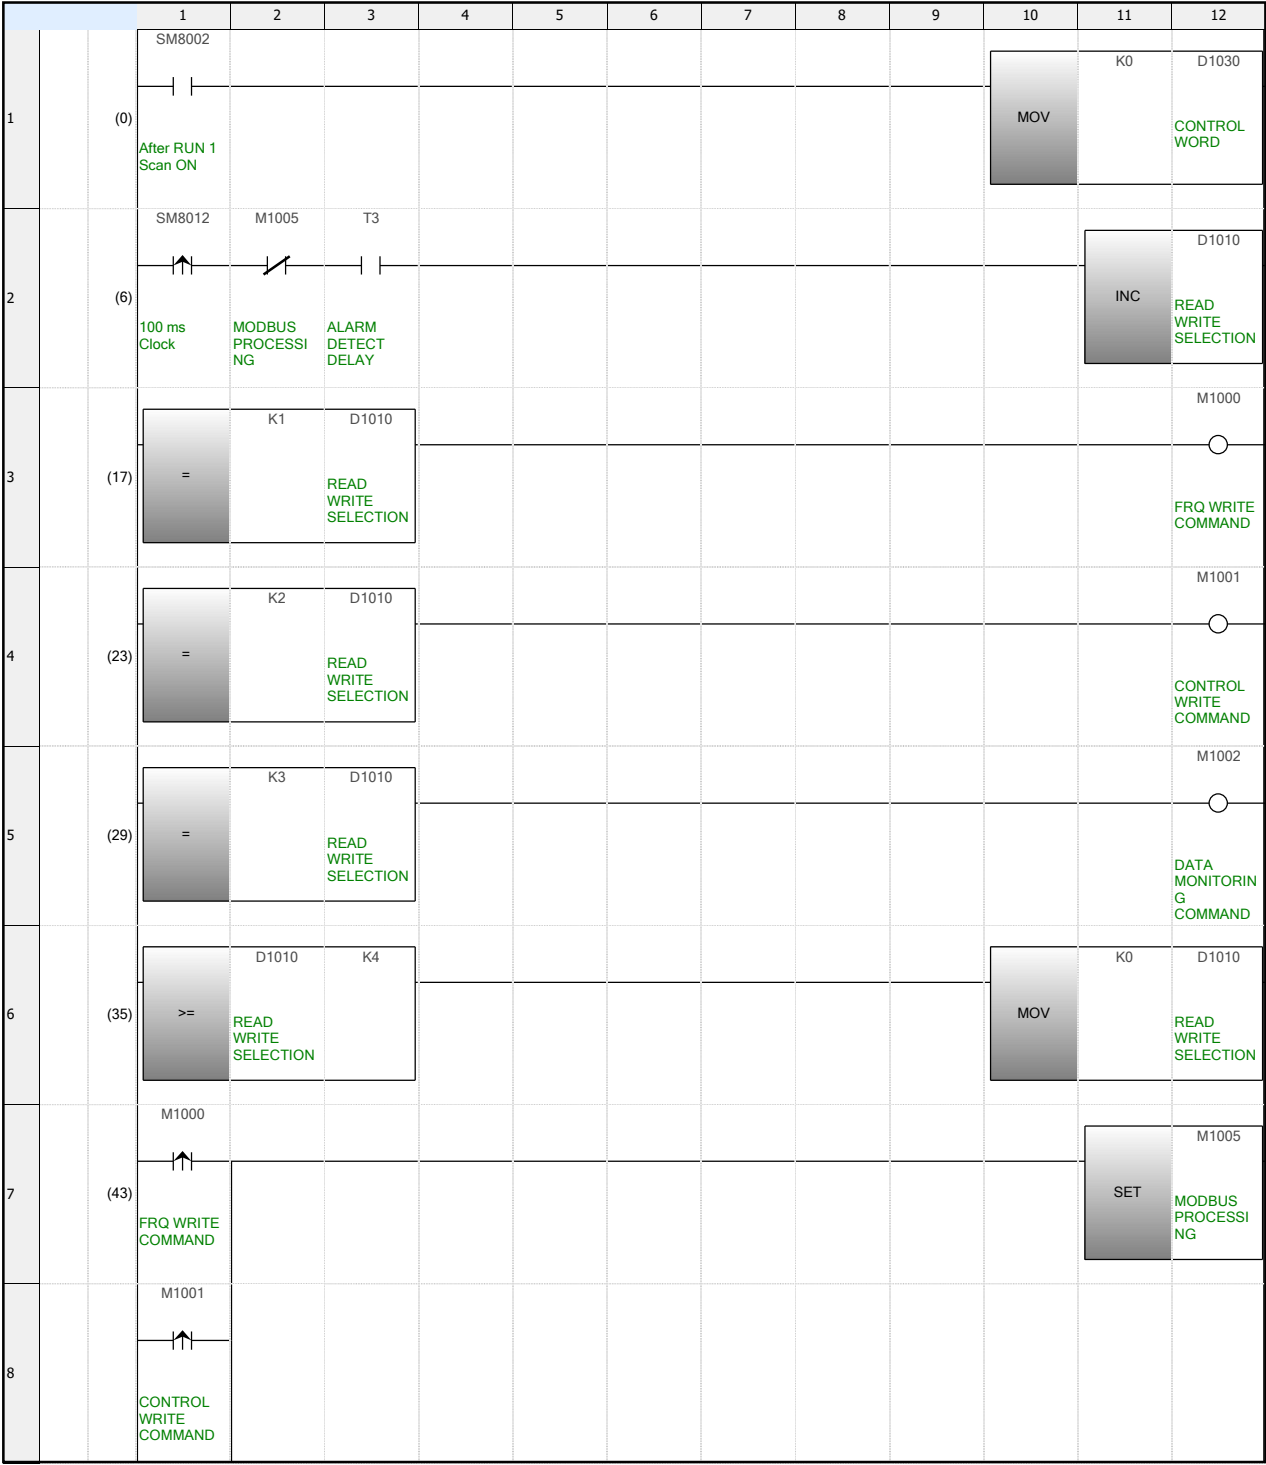 1 2 3 4 5 6 7 8 9 10 11 12
SM8002
K0 D1030
1 (0) MOV
CONTROL
WORD
After RUN 1
Scan ON
SM8012 M1005 T3
D1010
2 (6) INC
READ
WRITE
SELECTION
100 ms
Clock
MODBUS
PROCESSI
NG
ALARM
DETECT
DELAY
M1000
K1 D1010
3 (17) =
READ
WRITE
SELECTION
FRQ WRITE
COMMAND
M1001
K2 D1010
4 (23) =
READ
WRITE
SELECTION
CONTROL
WRITE
COMMAND
M1002
K3 D1010
5 (29) =
READ
WRITE
SELECTION
DATA
MONITORIN
G
COMMAND
D1010 K4 K0 D1010
6 (35) >= MOV
READ
WRITE
SELECTION
READ
WRITE
SELECTION
M1000
M1005
7 (43) SET
MODBUS
PROCESSI
NG
FRQ WRITE
COMMAND
M1001
8
CONTROL
WRITE
COMMAND